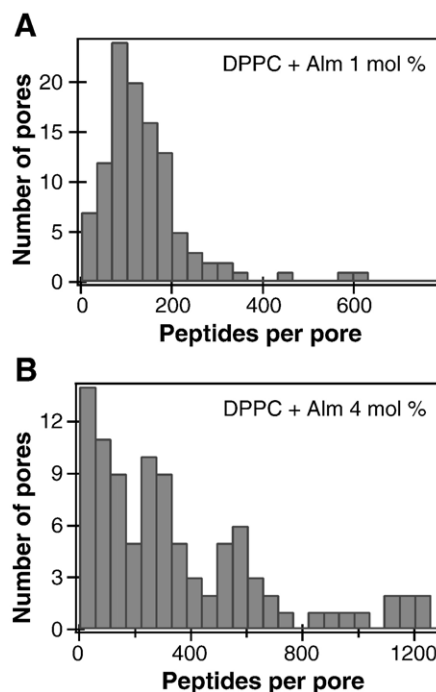 A
DPPC + Alm 1 mol %
Number of pores
20
15
10
5
0
0 200 400 600
Peptides per pore
B
DPPC + Alm 4 mol %
Number of pores
12
9
6
3
0
0 400 800 1200
Peptides per pore